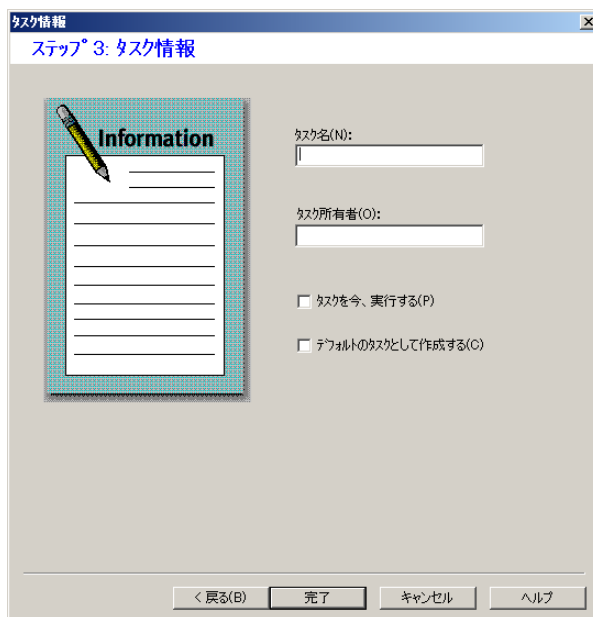 タスク情報
ステップ 3: タスク情報
Information
タスク名(N):
タスク所有者(O):
タスクを今、実行する(P)
デフォルトのタスクとして作成する(C)
< 戻る(B)
完了
キャンセル
ヘルプ